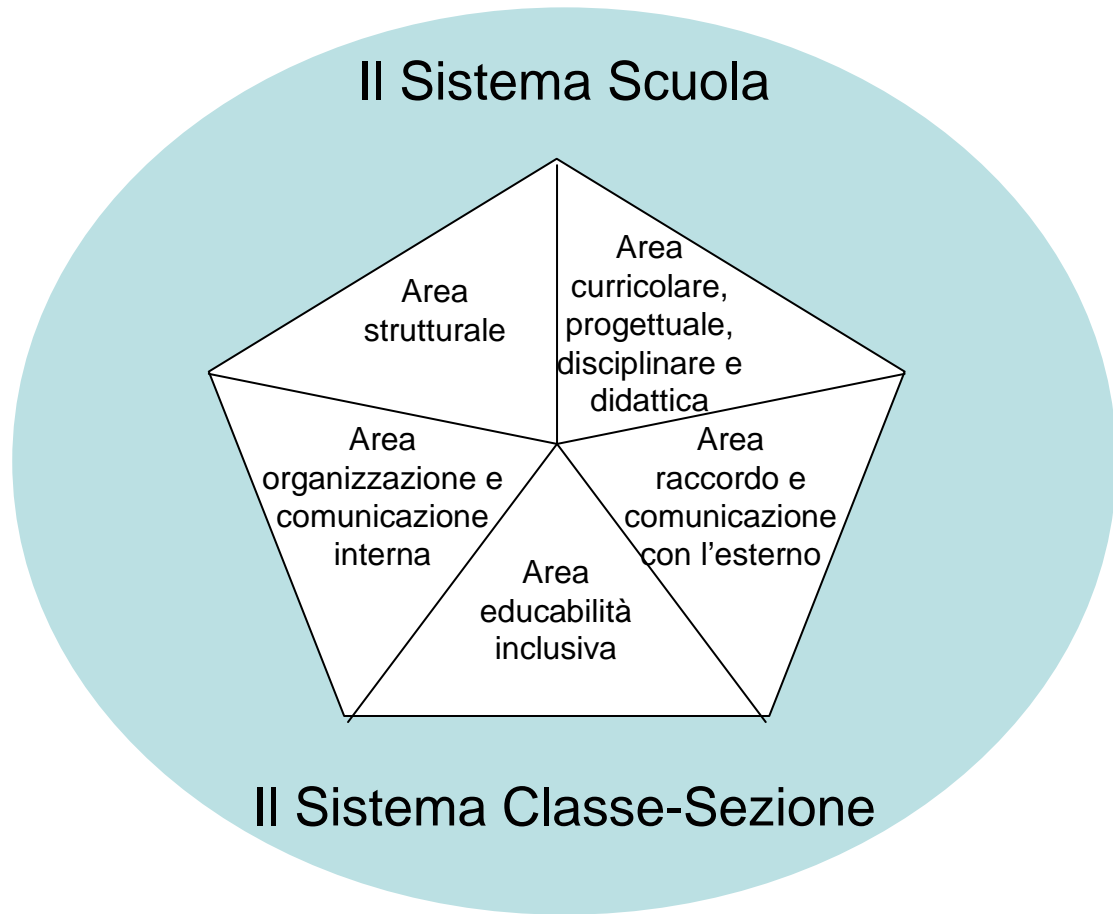 Il Sistema Scuola
Area
strutturale
Area
curricolare,
progettuale,
disciplinare e
didattica
Area
organizzazione e
comunicazione
interna
Area
raccordo e
comunicazione
con l'esterno
Area
educabilità
inclusiva
Il Sistema Classe-Sezione